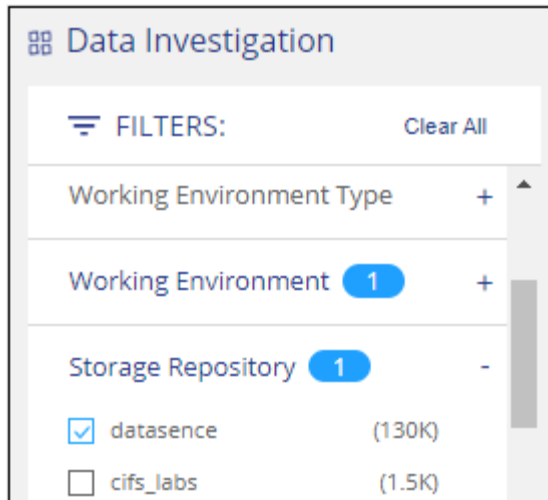 Data Investigation
FILTERS: Clear All
Working Environment Type +
Working Environment 1 +
Storage Repository 1 -
datasence (130K)
cifs_labs (1.5K)